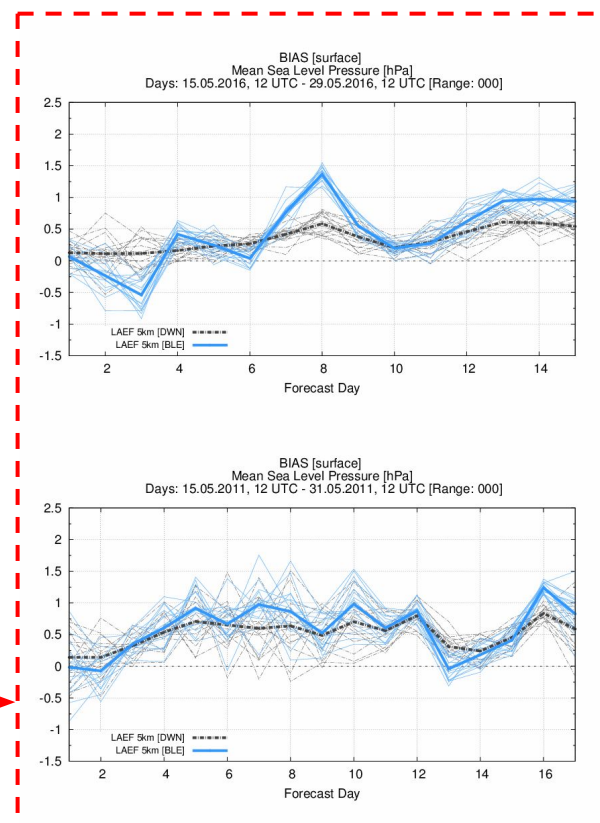 BIAS [surface]
Mean Sea Level Pressure [hPa]
Days: 15.05.2016, 12 UTC - 29.05.2016, 12 UTC [Range: 000]
2.5
2
1.5
1
0.5
0
-0.5
-1
-1.5
LAEF 5km [DWN]
LAEF 5km [BLE]
2 4 6 8 10 12 14
Forecast Day
BIAS [surface]
Mean Sea Level Pressure [hPa]
Days: 15.05.2011, 12 UTC - 31.05.2011, 12 UTC [Range: 000]
2.5
2
1.5
1
0.5
0
-0.5
-1
-1.5
LAEF 5km [DWN]
LAEF 5km [BLE]
2 4 6 8 10 12 14 16
Forecast Day